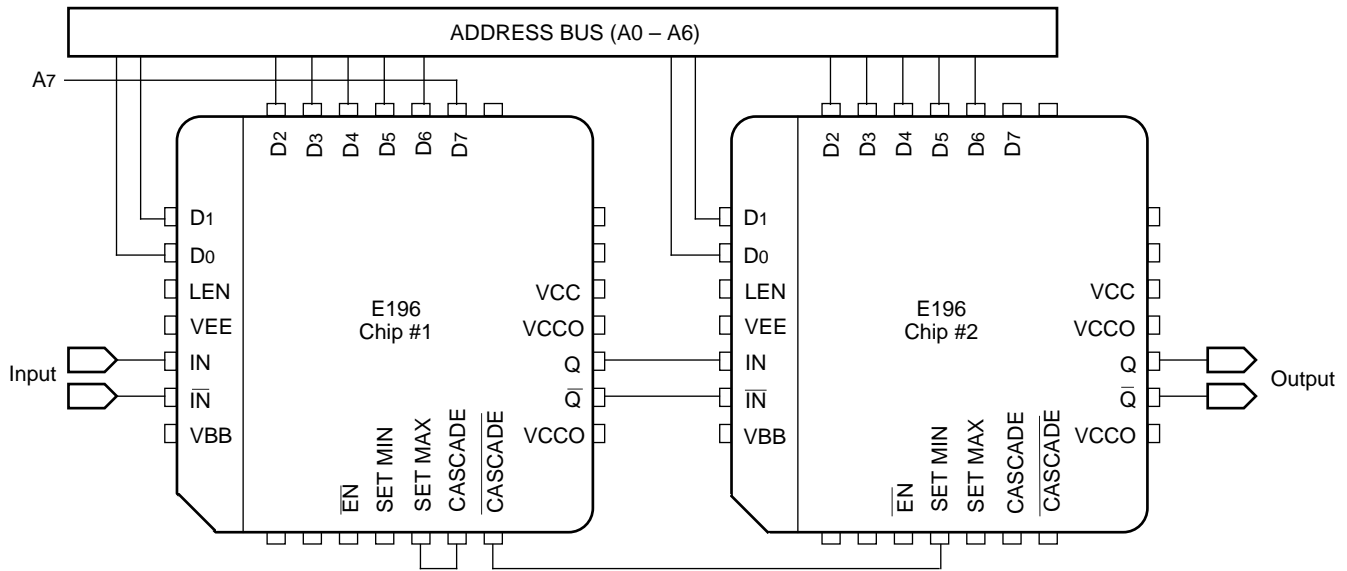 ADDRESS BUS (A0 – A6)
A7
D2 D3 D4 D5 D6 D7
D1
D0
LEN
VEE
IN
IN
VBB
E196
Chip #1
VCC
VCCO
Q
Q
VCCO
EN
SET MIN
SET MAX
CASCADE
CASCADE
Input
D2 D3 D4 D5 D6 D7
D1
D0
LEN
VEE
IN
IN
VBB
E196
Chip #2
VCC
VCCO
Q
Q
VCCO
EN
SET MIN
SET MAX
CASCADE
CASCADE
Output